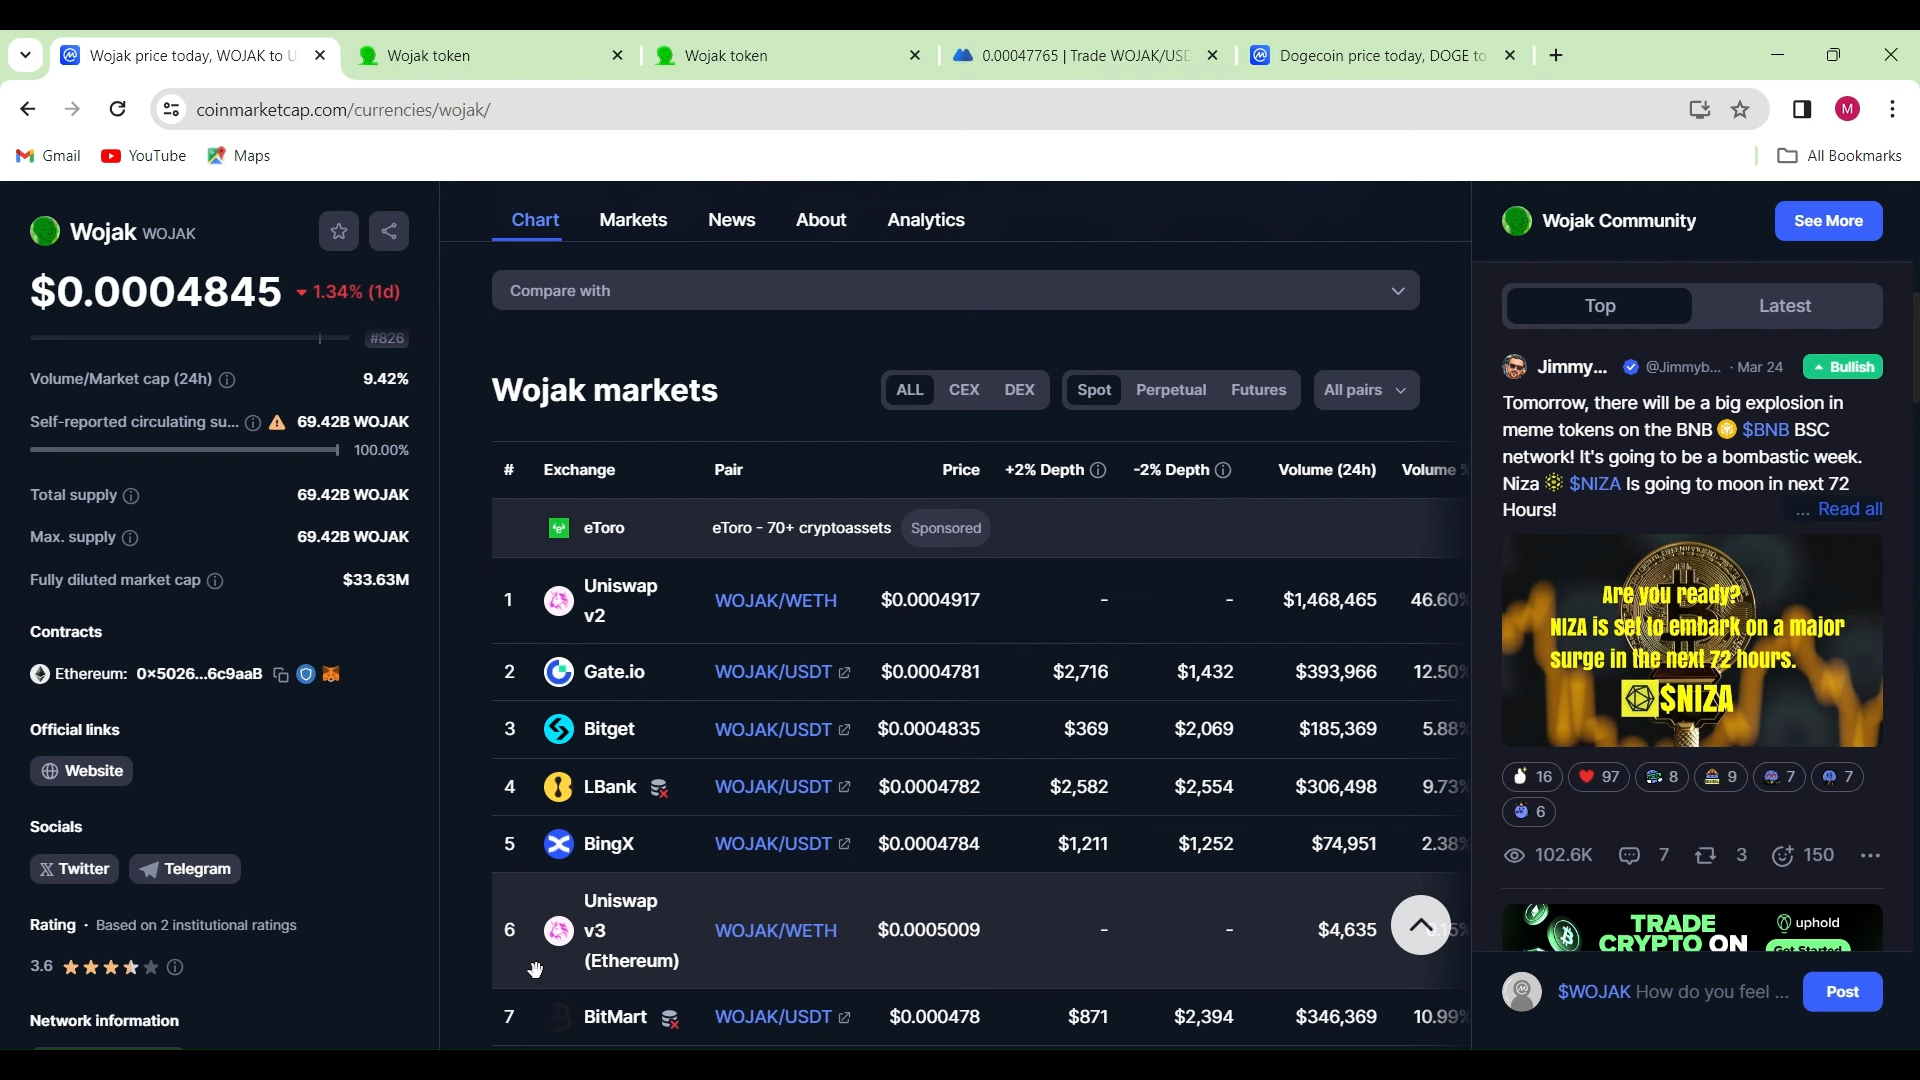 Wojak price today, WOJAK to U
Wojak token
Wojak token
0.00047765 | Trade WOJAK/USD
Dogecoin price today, DOGE to
coinmarketcap.com/currencies/wojak/
M
Gmail
YouTube
Maps
All Bookmarks
Wojak WOJAK
$0.0004845
1.34% (1d)
#826
Volume/Market cap (24h)
9.42%
Self-reported circulating su...
69.42B WOJAK
100.00%
Total supply
69.42B WOJAK
Max. supply
69.42B WOJAK
Fully diluted market cap
$33.63M
Contracts
Ethereum: 0x5026...6c9aaB
Official links
Website
Socials
Twitter
Telegram
Rating · Based on 2 institutional ratings
3.6
Network information
Chart
Markets
News
About
Analytics
Compare with
Wojak markets
ALL
CEX
DEX
Spot
Perpetual
Futures
All pairs
# Exchange Pair Price +2% Depth -2% Depth Volume (24h) Volume %
eToro eToro - 70+ cryptoassets Sponsored
1 Uniswap v2 WOJAK/WETH $0.0004917 - - $1,468,465 46.60%
2 Gate.io WOJAK/USDT $0.0004781 $2,716 $1,432 $393,966 12.50%
3 Bitget WOJAK/USDT $0.0004835 $369 $2,069 $185,369 5.88%
4 LBank WOJAK/USDT $0.0004782 $2,582 $2,554 $306,498 9.73%
5 BingX WOJAK/USDT $0.0004784 $1,211 $1,252 $74,951 2.38%
6 Uniswap v3 (Ethereum) WOJAK/WETH $0.0005009 - - $4,635
7 BitMart WOJAK/USDT $0.000478 $871 $2,394 $346,369 10.99%
Wojak Community
See More
Top
Latest
Jimmy... @Jimmyb... · Mar 24
Bullish
Tomorrow, there will be a big explosion in
meme tokens on the BNB $BNB BSC
network! It's going to be a bombastic week.
Niza $NIZA Is going to moon in next 72
Hours!
... Read all
Are you ready?
NIZA is set to embark on a major
surge in the next 72 hours.
$NIZA
16
97
8
9
7
7
6
102.6K
7
3
150
TRADE
CRYPTO ON
uphold
Get Started
$WOJAK How do you feel ...
Post